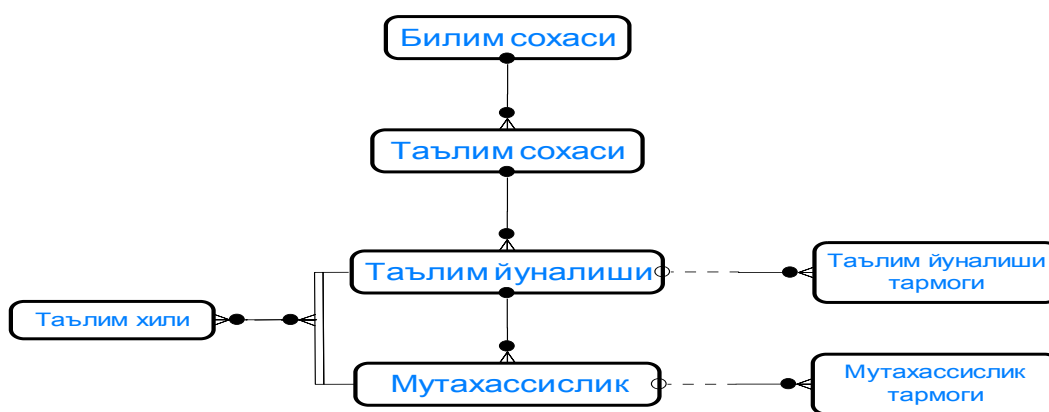 Билим сохаси
Таълим сохаси
Таълим йуналиши
Таълим йуналиши
тармоги
Таълим хили
Мутахассислик
Мутахассислик
тармоги